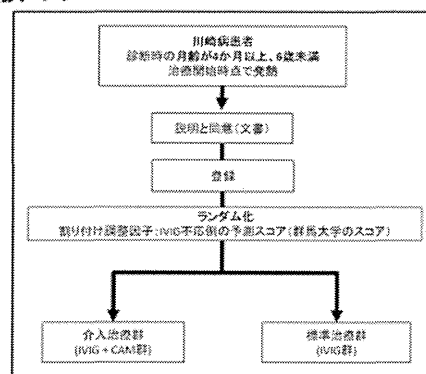 川崎病患者
診断時の月齢が4か月以上、6歳未満
治療開始時点で発熱
説明と同意（文書）
登録
ランダム化
割り付け調整因子：IVIG不応例の予測スコア（群馬大学のスコア）
介入治療群
（IVIG + CAM群）
標準治療群
（IVIG群）